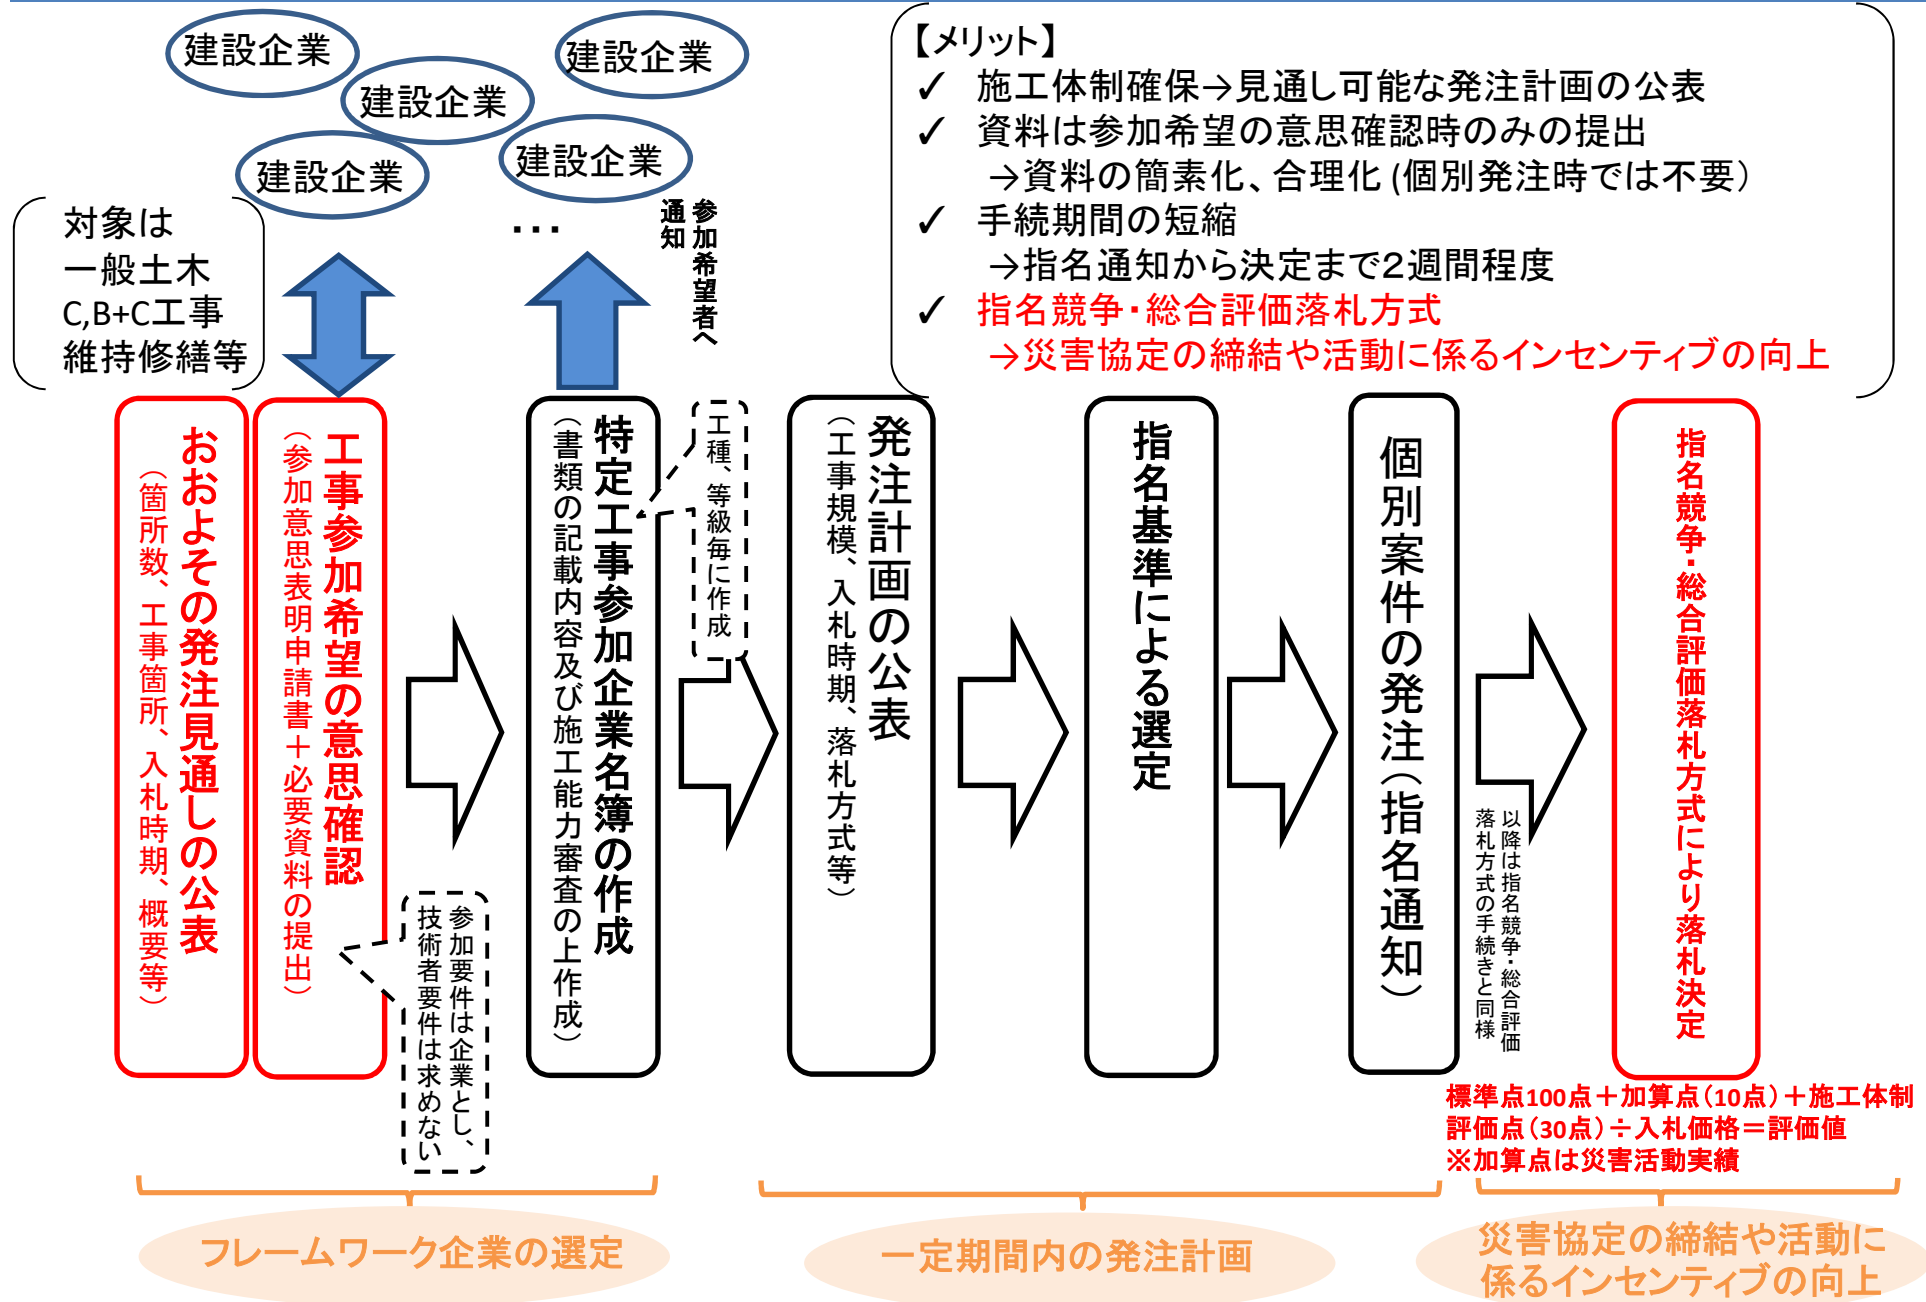 建設企業
建設企業
建設企業
建設企業
建設企業
…
【メリット】
✓ 施工体制確保→見通し可能な発注計画の公表
✓ 資料は参加希望の意思確認時のみの提出
→資料の簡素化、合理化 (個別発注時では不要）
✓ 手続期間の短縮
→指名通知から決定まで２週間程度
✓ 指名競争・総合評価落札方式
→災害協定の締結や活動に係るインセンティブの向上
対象は
一般土木
C,B+C工事
維持修繕等
参加希望者へ
通知
おおよその発注見通しの公表
（箇所数、工事箇所、入札時期、概要等）
工事参加希望の意思確認
（参加意思表明申請書＋必要資料の提出）
参加要件は企業とし、
技術者要件は求めない
特定工事参加企業名簿の作成
（書類の記載内容及び施工能力審査の上作成）
工種、等級毎に作成
発注計画の公表
（工事規模、入札時期、落札方式等）
指名基準による選定
個別案件の発注（指名通知）
以降は指名競争・総合評価
落札方式の手続きと同様
指名競争・総合評価落札方式により落札決定
標準点100点＋加算点（10点）＋施工体制
評価点（30点）÷入札価格＝評価値
※加算点は災害活動実績
フレームワーク企業の選定
一定期間内の発注計画
災害協定の締結や活動に
係るインセンティブの向上